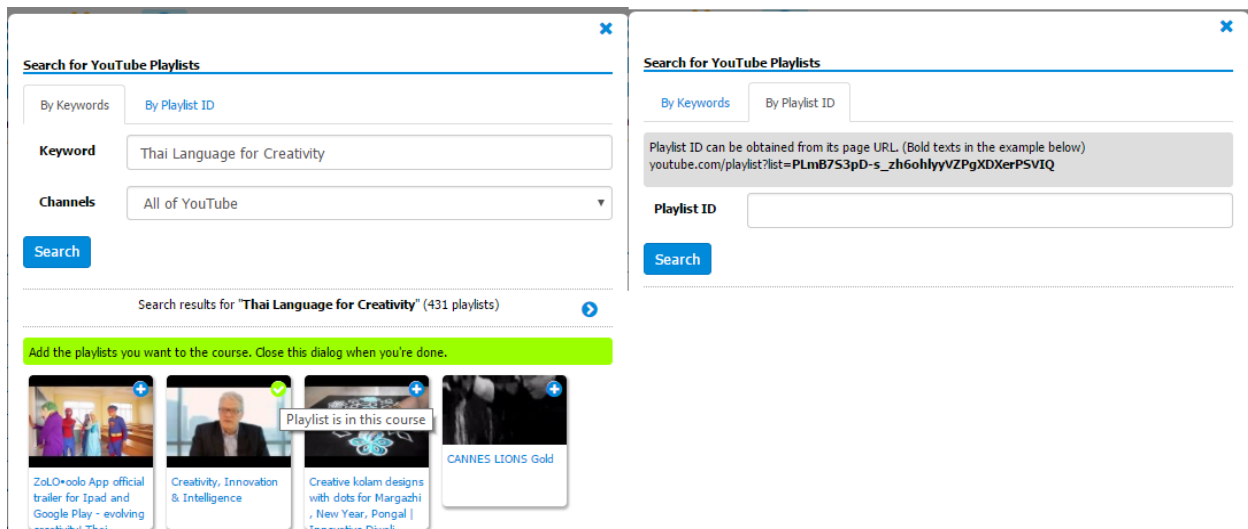 Search for YouTube Playlists
By Keywords
By Playlist ID
Keyword
Thai Language for Creativity
Channels
All of YouTube
Search
Search results for "Thai Language for Creativity" (431 playlists)
Add the playlists you want to the course. Close this dialog when you're done.
Playlist is in this course
ZoLO•oolo App official
trailer for Ipad and
Google Play - evolving
creativity! Thai
Creativity, Innovation
& Intelligence
Creative kolam designs
with dots for Margazhi
, New Year, Pongal |
Innovative Diwali
CANNES LIONS Gold
Search for YouTube Playlists
By Keywords
By Playlist ID
Playlist ID can be obtained from its page URL. (Bold texts in the example below)
youtube.com/playlist?list=PLmB7S3pD-s_zh6ohlyyVZPgXDXerPSVIQ
Playlist ID
Search